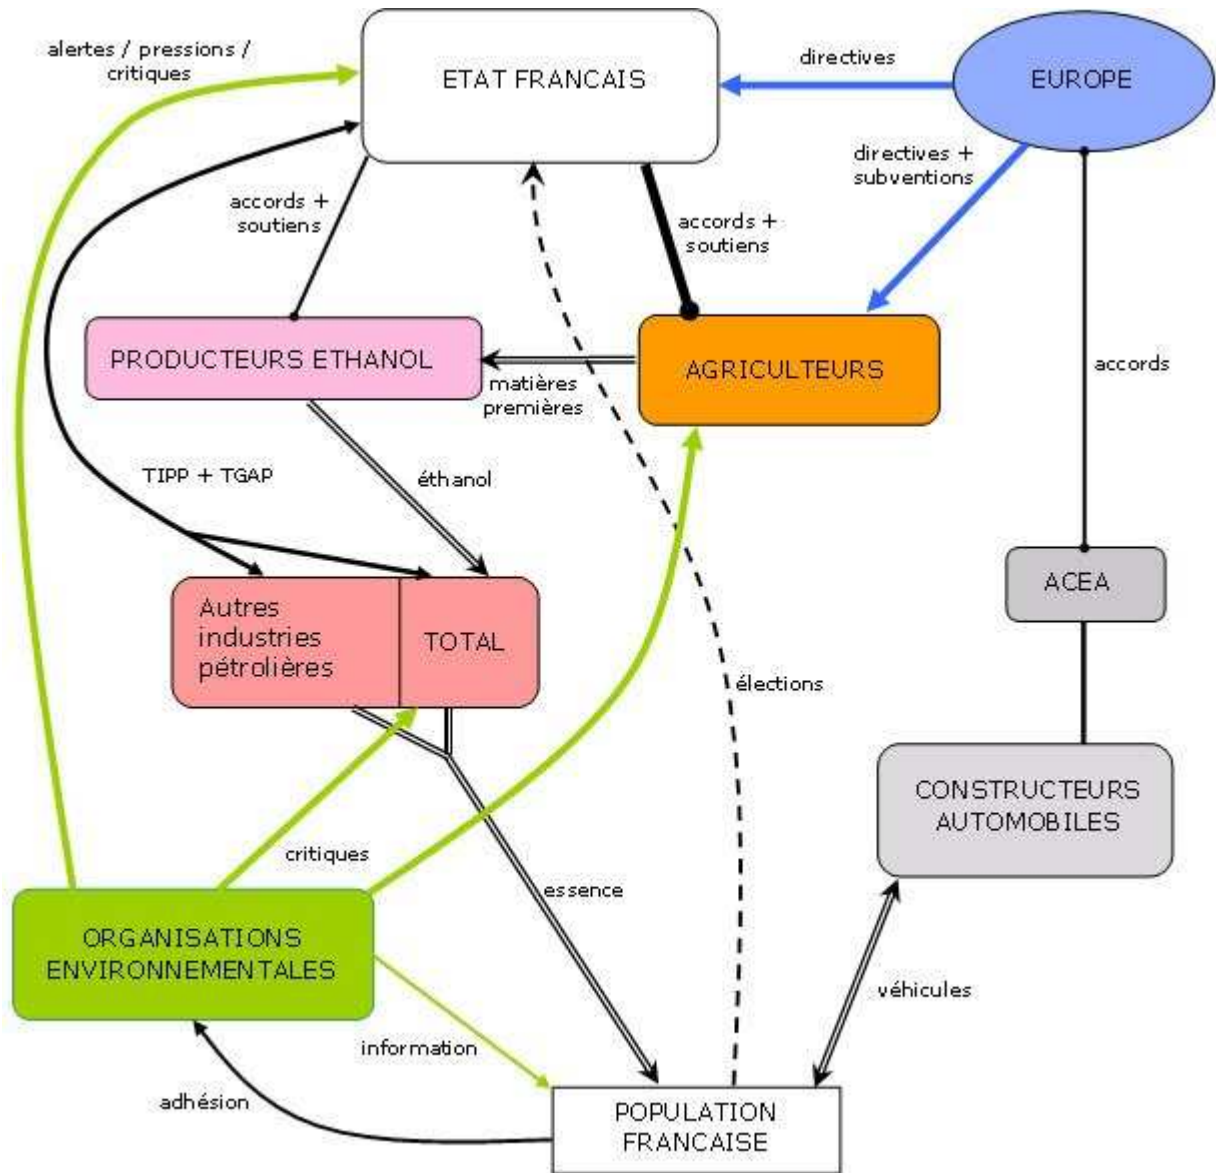 alertes / pressions /
critiques
ETAT FRANCAIS
directives
EUROPE
directives +
subventions
accords +
soutiens
accords +
soutiens
PRODUCTEURS ETHANOL
matières
premières
AGRICULTEURS
accords
TIPP + TGAP
éthanol
Autres
industries
pétrolières
TOTAL
ACEA
élections
CONSTRUCTEURS
AUTOMOBILES
critiques
essence
ORGANISATIONS
ENVIRONNEMENTALES
véhicules
information
adhésion
POPULATION
FRANCAISE